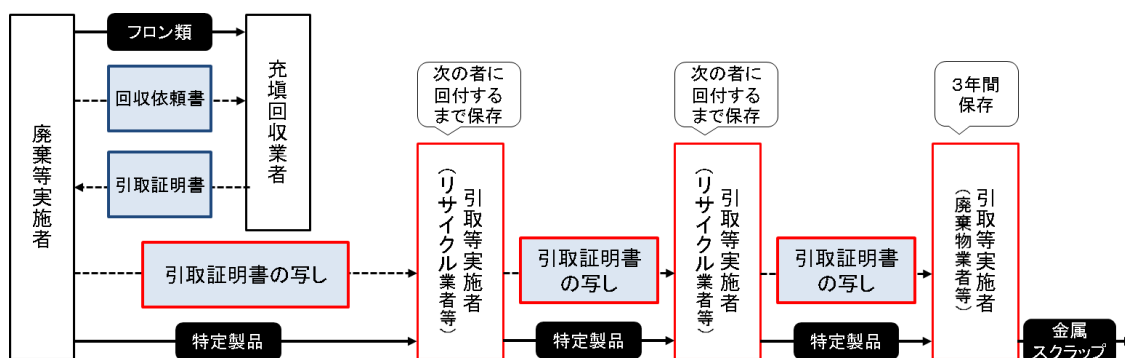 フロン類
回収依頼書
引取証明書
廃棄等実施者
充塡回収業者
引取証明書の写し
特定製品
次の者に
回付する
まで保存
引取等実施者
(リサイクル業者等)
引取証明書
の写し
特定製品
次の者に
回付する
まで保存
引取等実施者
(リサイクル業者等)
引取証明書
の写し
特定製品
３年間
保存
引取等実施者
(廃棄物業者等)
金属
スクラップ